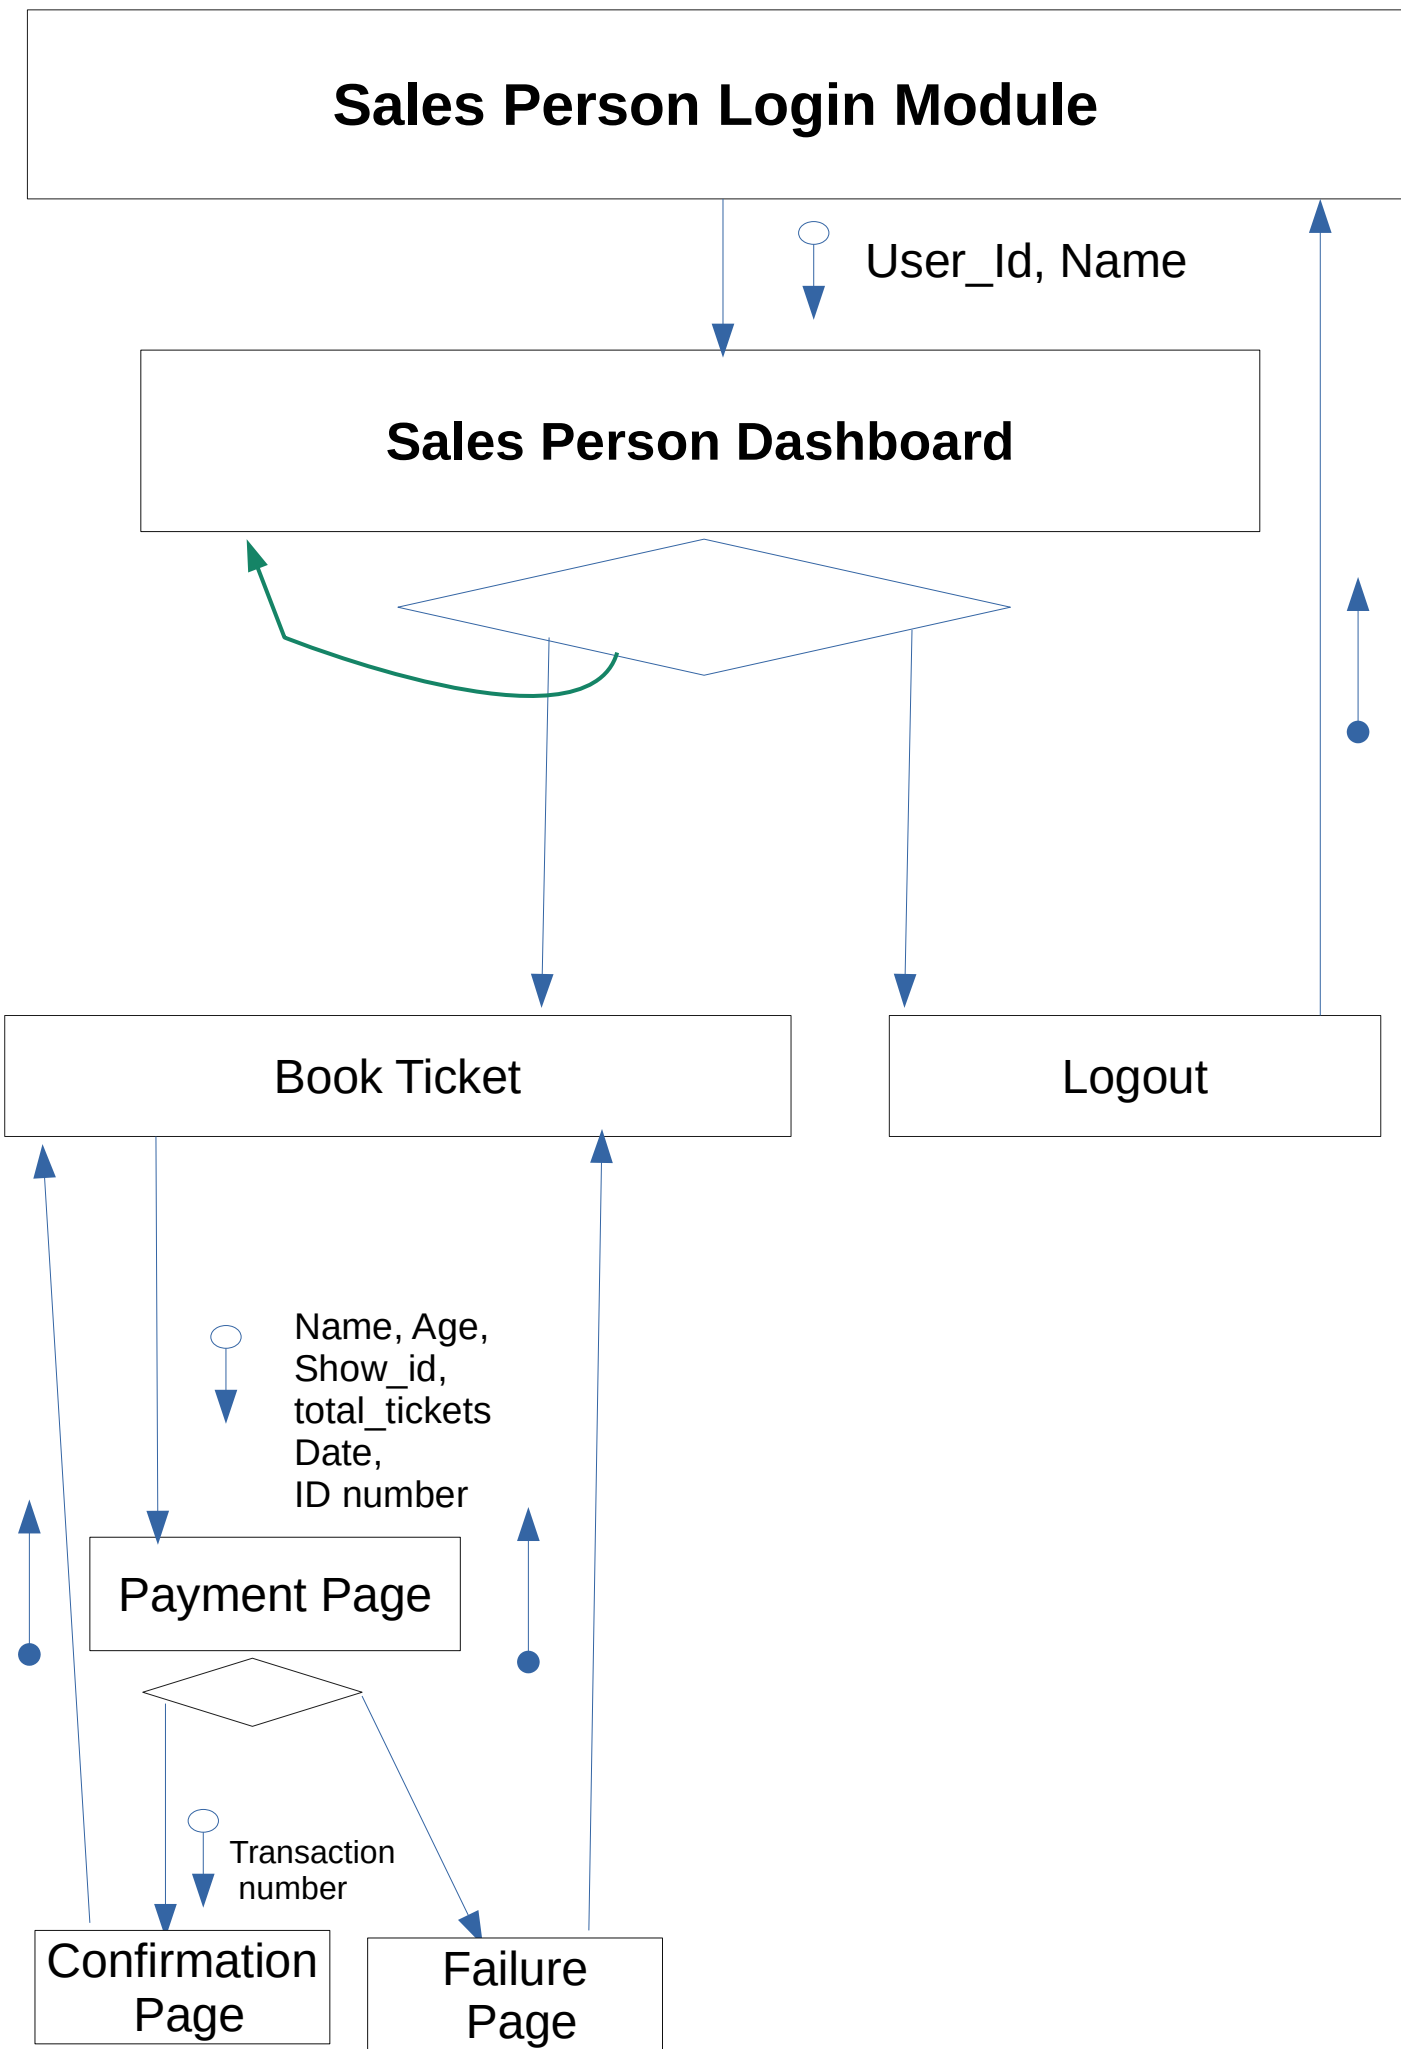 Sales Person Login Module
User_Id, Name
Sales Person Dashboard
Book Ticket
Logout
Name, Age,
Show_id,
total_tickets
Date,
ID number
Payment Page
Transaction
number
Confirmation
Page
Failure
Page